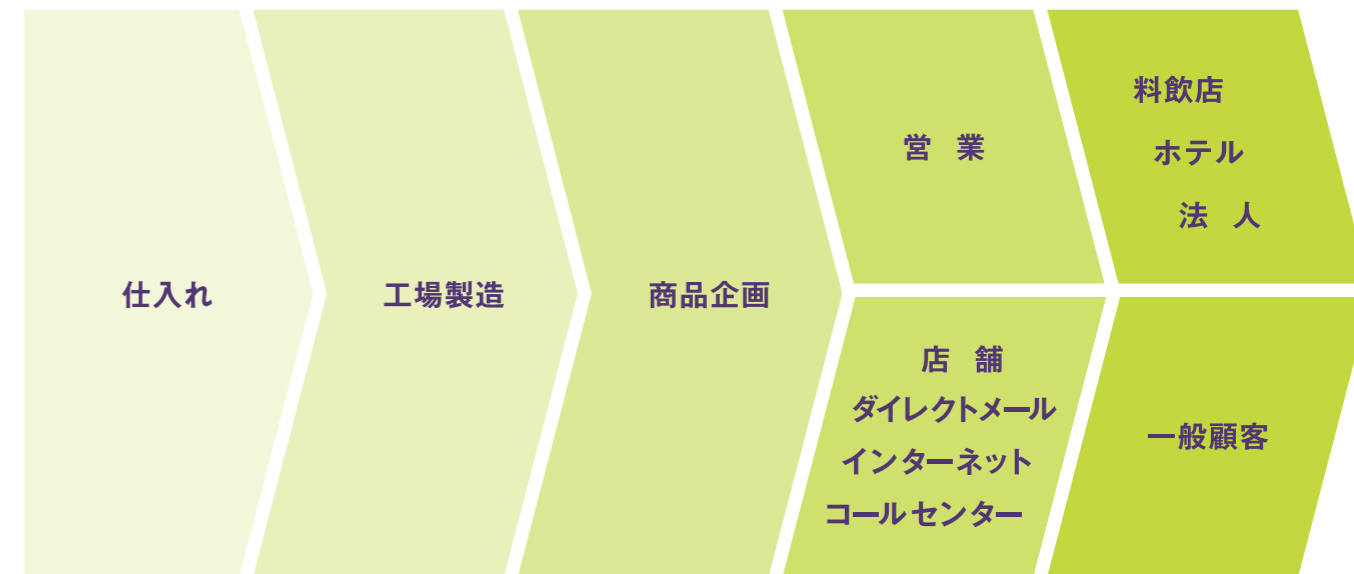 仕入れ
工場製造
商品企画
営 業
料飲店
ホテル
法 人
店 舗
ダイレクトメール
インターネット
コールセンター
一般顧客